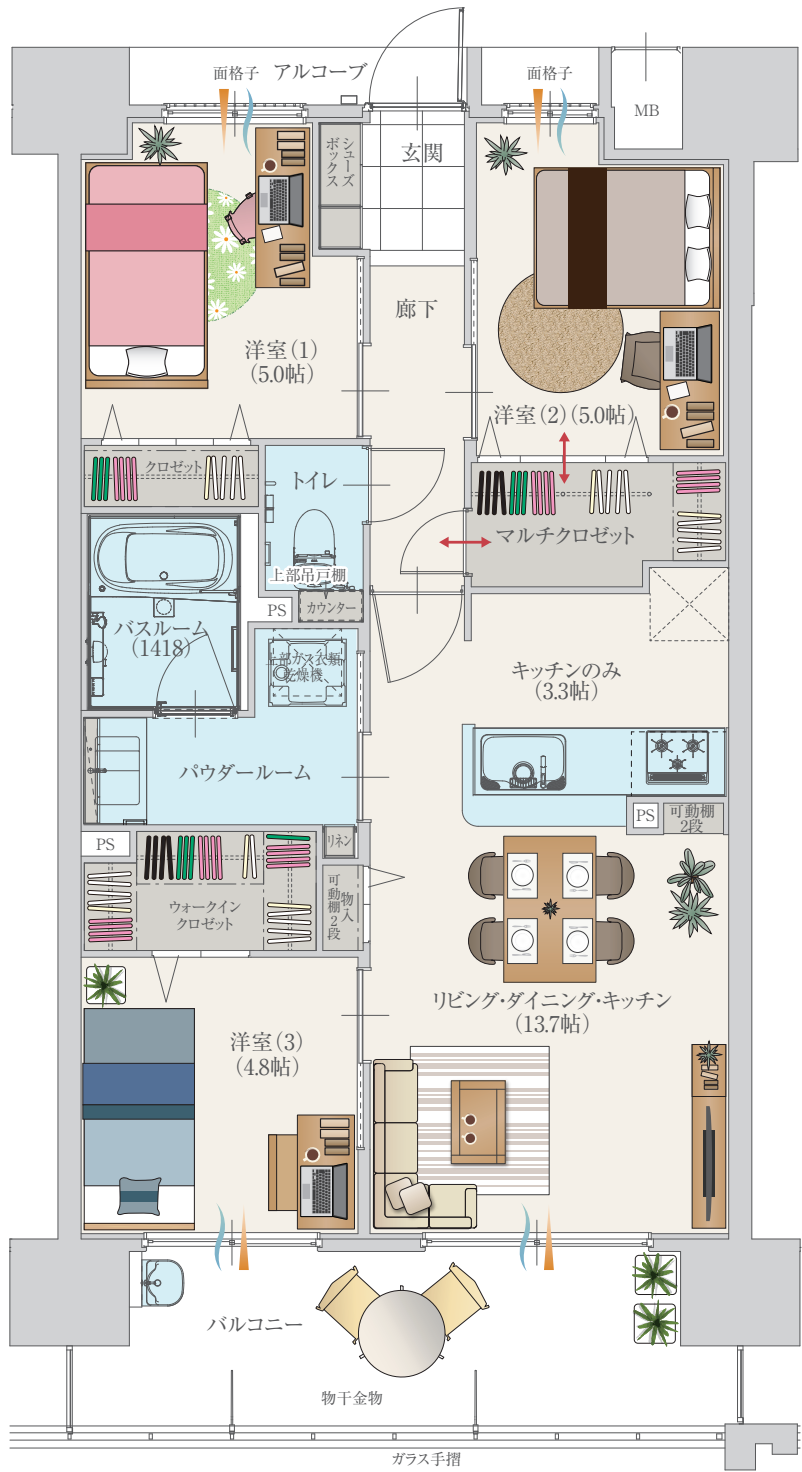 面格子
アルコーブ
面格子
MB
シューズ
ボックス
玄関
廊下
洋室(1)
(5.0帖)
洋室(2)(5.0帖)
クロゼット
トイレ
マルチクロゼット
上部吊戸棚
カウンター
PS
バスルーム
(1418)
上部ガス衣類
乾燥機
キッチンのみ
(3.3帖)
パウダールーム
PS
可動棚
2段
PS
リネン
ウォークイン
クロゼット
物入
可動棚2段
リビング・ダイニング・キッチン
(13.7帖)
洋室(3)
(4.8帖)
バルコニー
物干金物
ガラス手摺